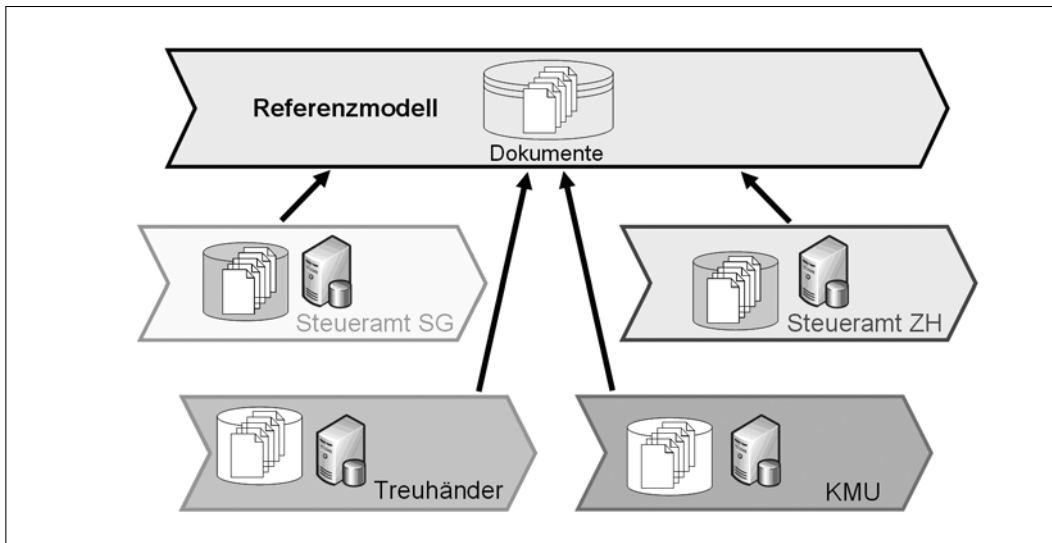 Referenzmodell
Dokumente
Steueramt SG
Steueramt ZH
Treuhänder
KMU